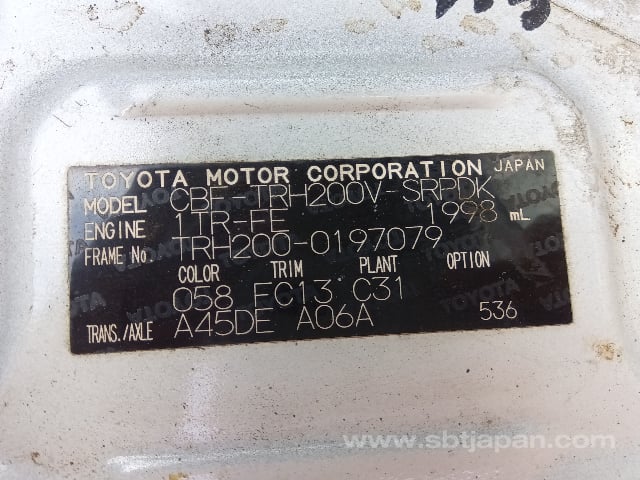 TOYOTA MOTOR CORPORATION JAPAN
MODEL CBF-TRH200V-SRPDK
ENGINE 1TR-FE 1998 mL
FRAME No. TRH200-0197079
COLOR TRIM PLANT OPTION
058 FC13 C31
TRANS./AXLE A45DE A06A 536
www.sbtjapan.com